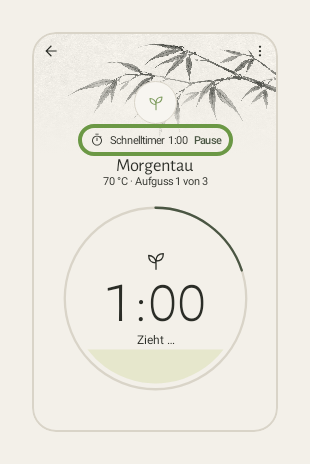 Schnelltimer 1:00 Pause
Morgentau
70 °C · Aufguss 1 von 3
1:00
Zieht ...